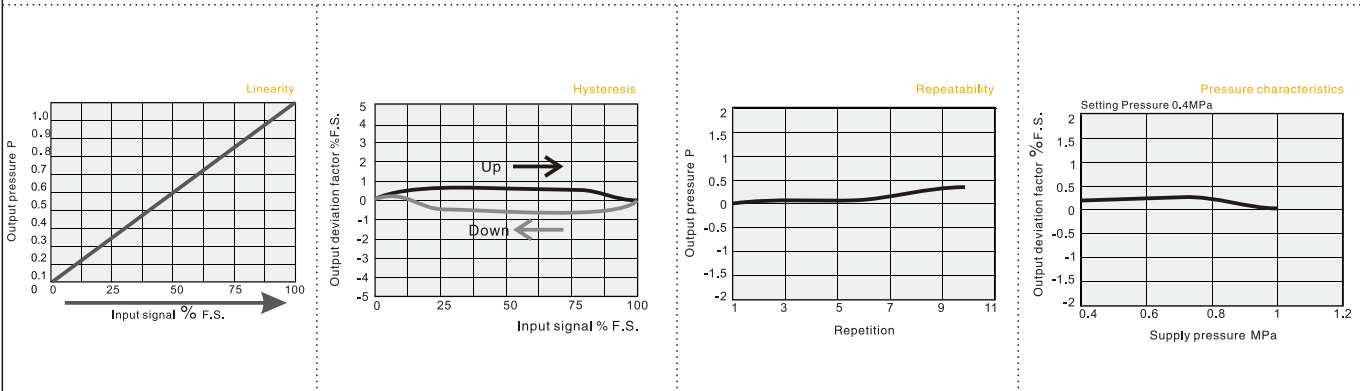 Linearity
Output pressure P
1.0
0.9
0.8
0.7
0.6
0.5
0.4
0.3
0.2
0.1
0 0 25 50 75 100
Input signal % F.S.
Hysteresis
Output deviation factor %F.S.
5
4
3
2
1
0
-1
-2
-3
-4
-5
Up
Down
0 25 50 75 100
Input signal % F.S.
Repeatability
Output pressure P
2
1.5
1
0.5
0
-0.5
-1
-1.5
-2
1 3 5 7 9 11
Repetition
Pressure characteristics
Setting Pressure 0.4MPa
Output deviation factor %F.S.
2
1.5
1
0.5
0
-0.5
-1
-1.5
-2
0.4 0.6 0.8 1 1.2
Supply pressure MPa